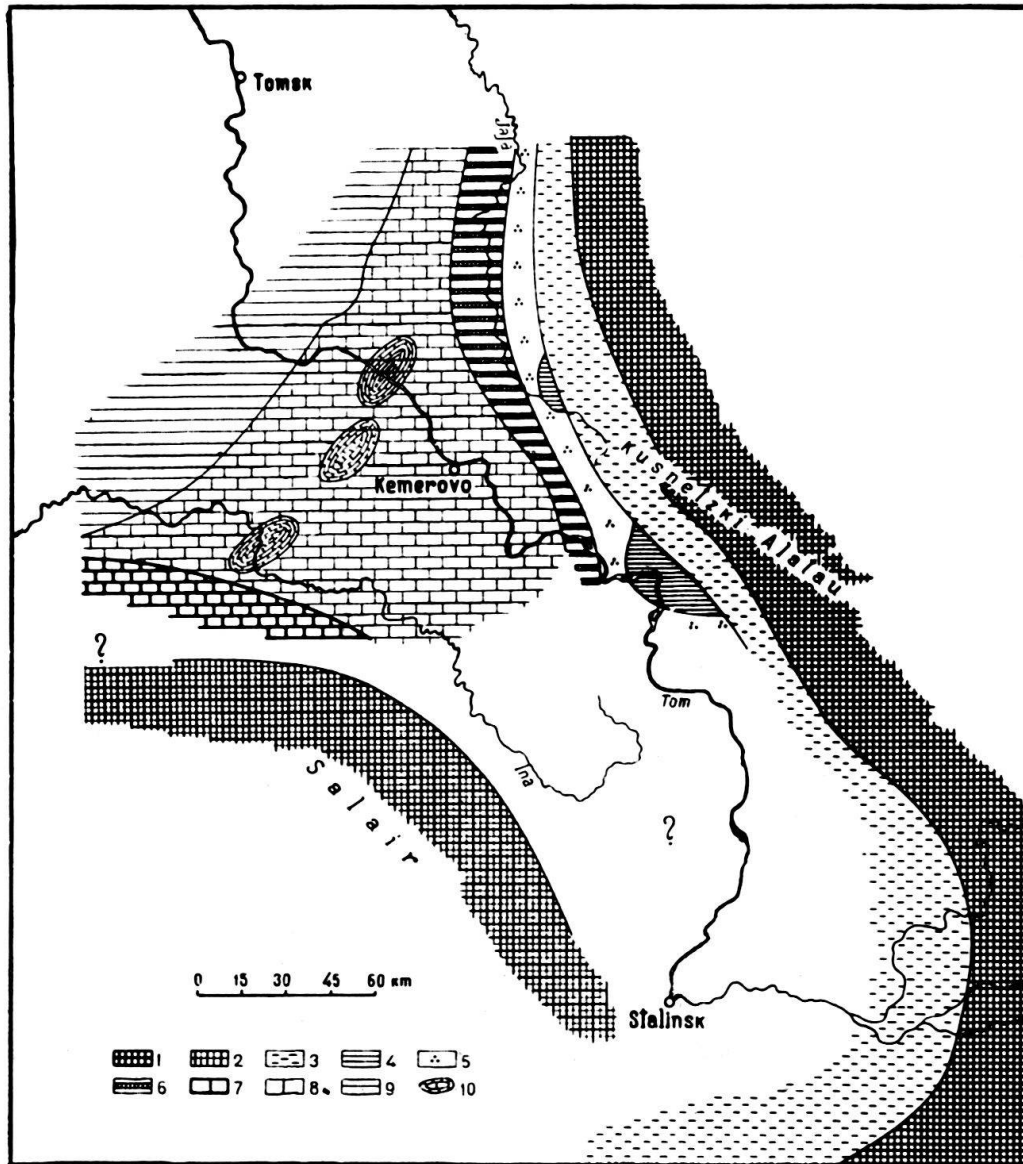 Tomsk
Jaja
Kemerovo
Kusnetzki-Alatau
?
Tom
Ina
Salair
?
0 15 30 45 60 км
Stalinsk
1 2 3 4 5
6 7 8 9 10